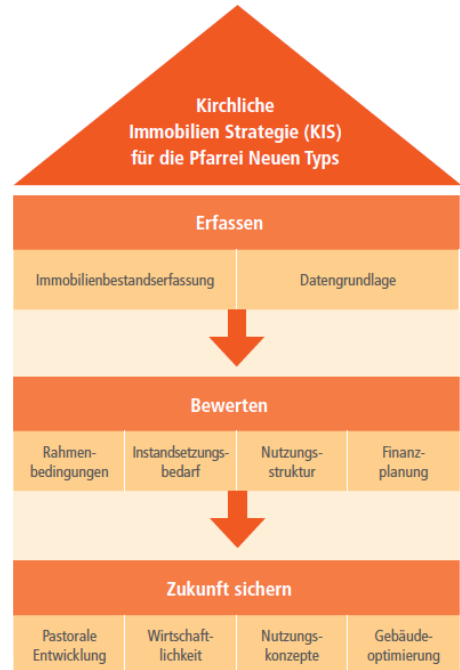 Kirchliche
Immobilien Strategie (KIS)
für die Pfarrei Neuen Typs
Erfassen
Immobilienbestandserfassung
Datengrundlage
Bewerten
Rahmen-
bedingungen
Instandsetzungs-
bedarf
Nutzungs-
struktur
Finanz-
planung
Zukunft sichern
Pastorale
Entwicklung
Wirtschaft-
lichkeit
Nutzungs-
konzepte
Gebäude-
optimierung